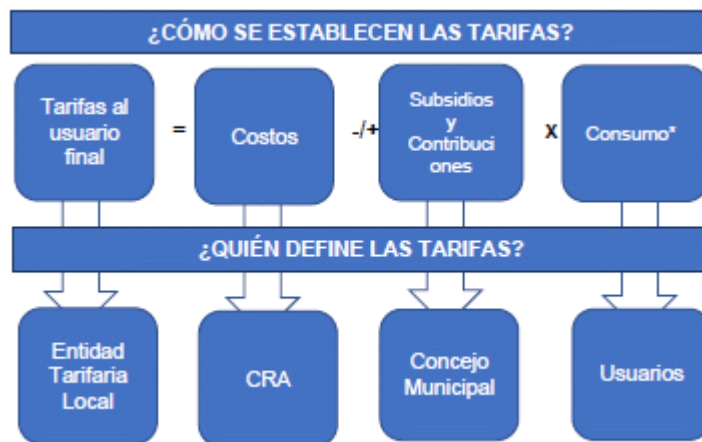 ¿CÓMO SE ESTABLECEN LAS TARIFAS?
Tarifas al
usuario
final
=
Costos
-/+
Subsidios
y
Contribuci
ones
X
Consumo*
¿QUIÉN DEFINE LAS TARIFAS?
Entidad
Tarifaria
Local
CRA
Concejo
Municipal
Usuarios